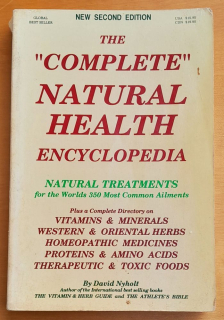 GLOBAL
BEST SELLER
NEW SECOND EDITION
THE
"COMPLETE"
NATURAL
HEALTH
ENCYCLOPEDIA
NATURAL TREATMENTS
for the Worlds 350 Most Common Ailments
Plus a Complete Directory on
VITAMINS & MINERALS
WESTERN & ORIENTAL HERBS
HOMEOPATHIC MEDICINES
PROTEINS & AMINO ACIDS
THERAPEUTIC & TOXIC FOODS
By David Nyholt
Author of the International best selling books
THE VITAMIN & HERB GUIDE and THE ATHLETE'S BIBLE